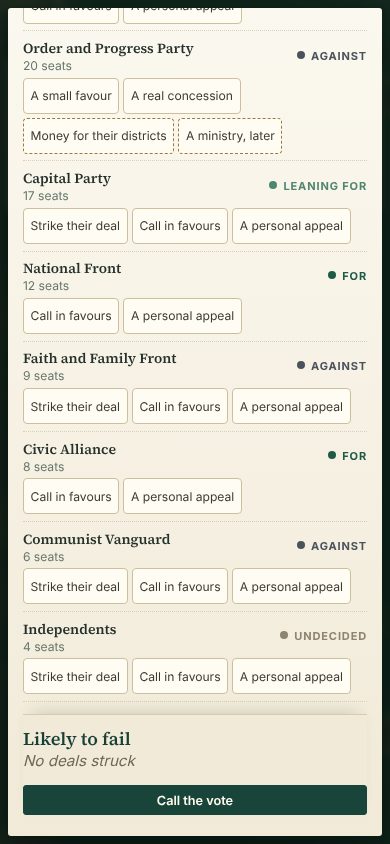 Call in favours A personal appeal
Order and Progress Party
AGAINST
20 seats
A small favour A real concession
Money for their districts A ministry, later
Capital Party
LEANING FOR
17 seats
Strike their deal Call in favours A personal appeal
National Front
FOR
12 seats
Call in favours A personal appeal
Faith and Family Front
AGAINST
9 seats
Strike their deal Call in favours A personal appeal
Civic Alliance
FOR
8 seats
Call in favours A personal appeal
Communist Vanguard
AGAINST
6 seats
Strike their deal Call in favours A personal appeal
Independents
UNDECIDED
4 seats
Strike their deal Call in favours A personal appeal
Likely to fail
No deals struck
Call the vote